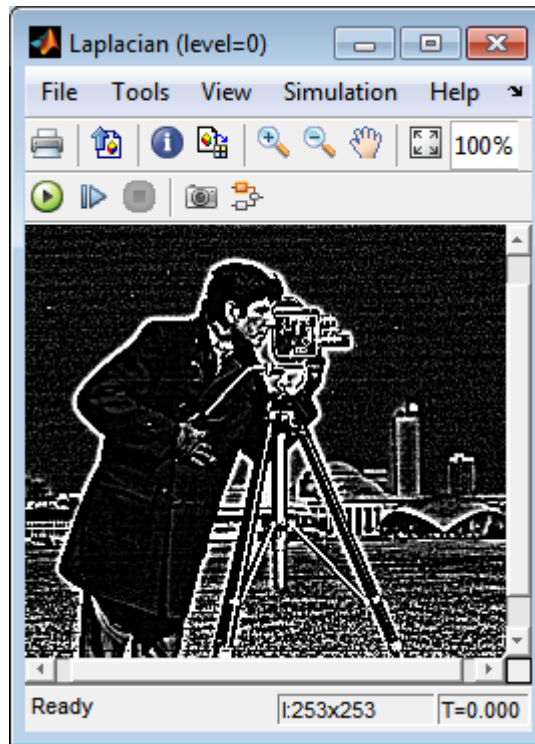 Laplacian (level=0)
File Tools View Simulation Help
100%
Ready I:253x253 T=0.000